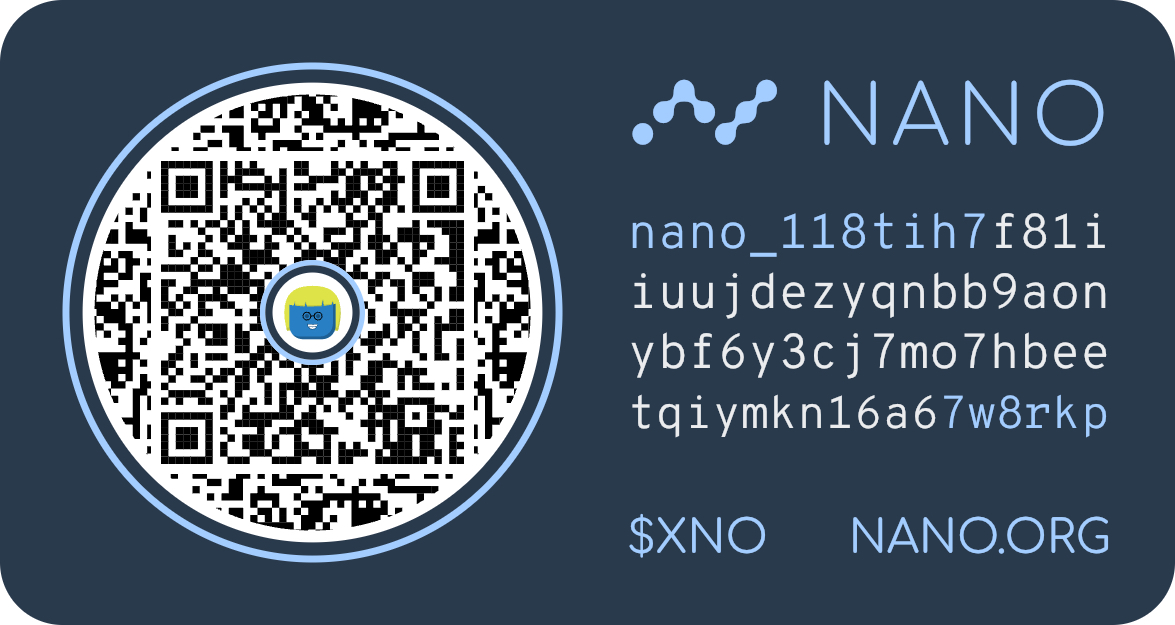 NANO
nano_118tih7f81i
iuujdezyqnbb9aon
ybf6y3cj7mo7hbee
tqiymkn16a67w8rkp
$XNO NANO.ORG